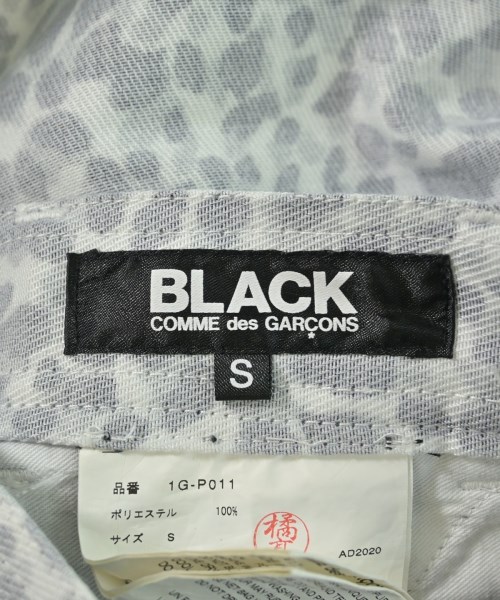 BLACK
COMME des GARÇONS
S
品番 1G-P011
ポリエステル 100%
サイズ S
橘
AD2020